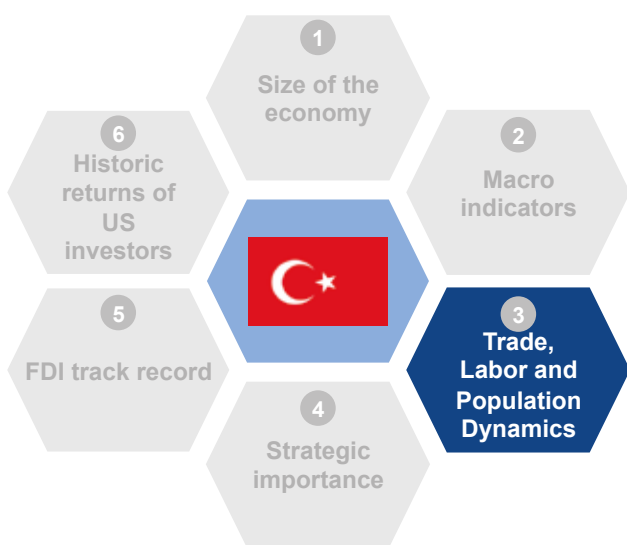 1
Size of the
economy
2
Macro
indicators
3
Trade,
Labor and
Population
Dynamics
4
Strategic
importance
5
FDI track record
6
Historic
returns of
US
investors